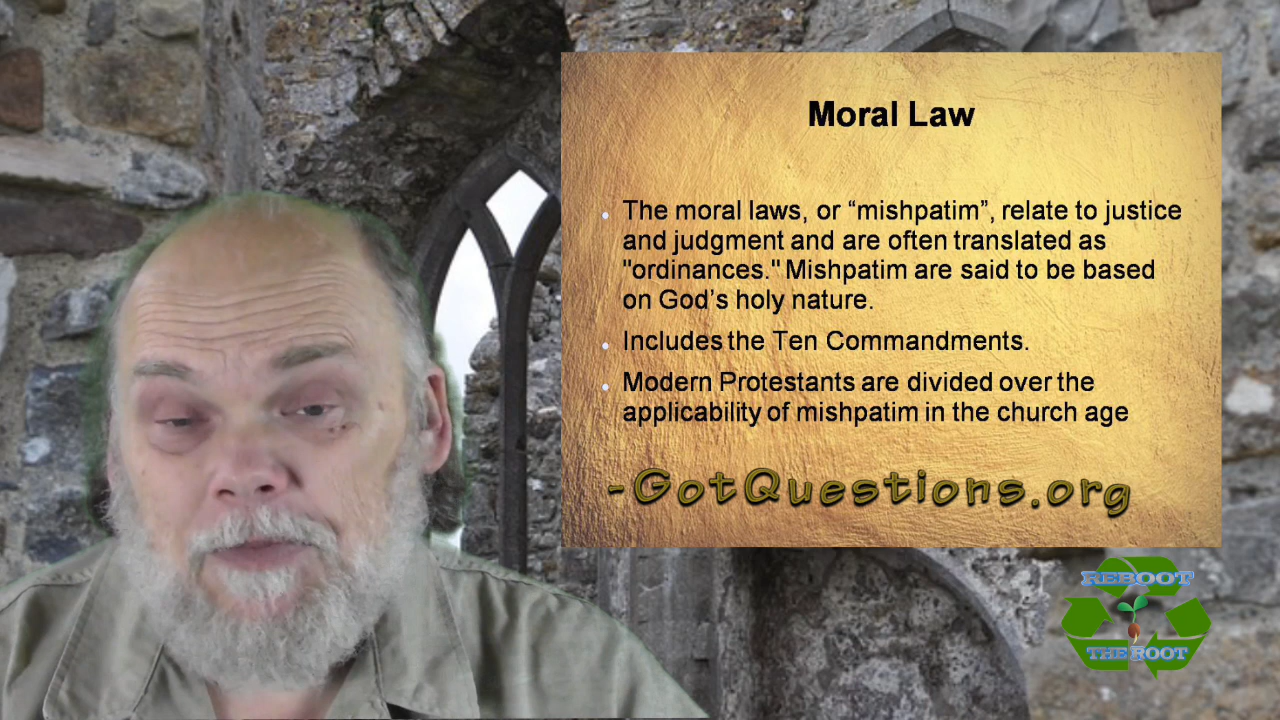 Moral Law
The moral laws, or “mishpatim”, relate to justice
and judgment and are often translated as
"ordinances." Mishpatim are said to be based
on God’s holy nature.
Includes the Ten Commandments.
Modern Protestants are divided over the
applicability of mishpatim in the church age
-GotQuestions.org
REBOOT
THE ROOT